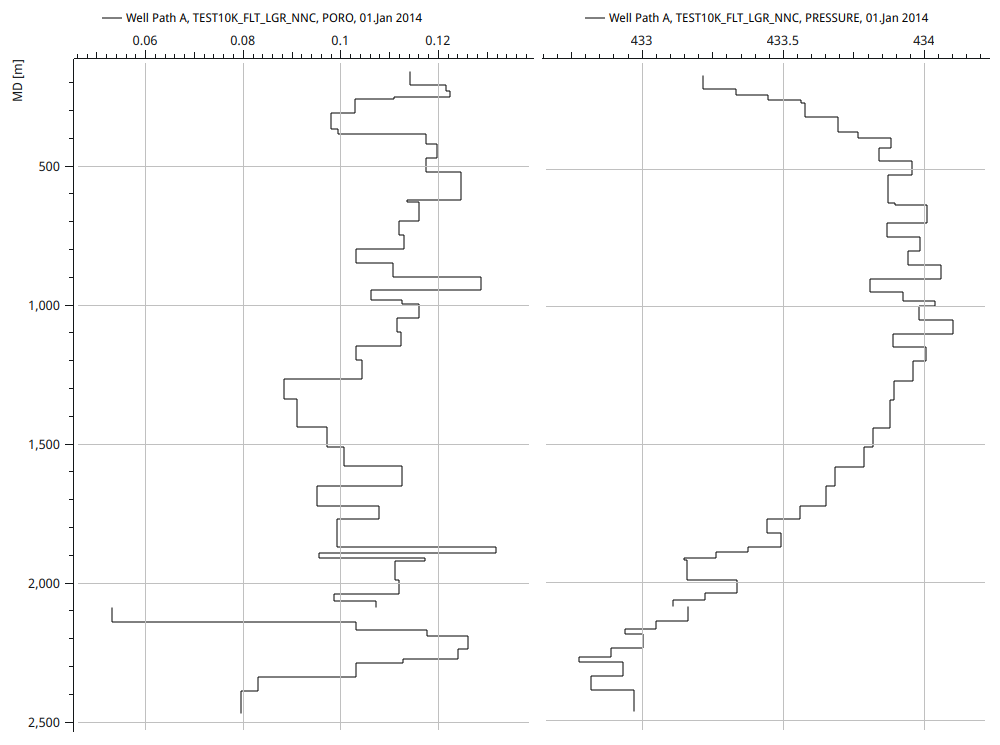 Well Path A, TEST10K_FLT_LGR_NNC, PORO, 01.Jan 2014
Well Path A, TEST10K_FLT_LGR_NNC, PRESSURE, 01.Jan 2014
0.06 0.08 0.1 0.12
433 433.5 434
MD [m]
500
1,000
1,500
2,000
2,500